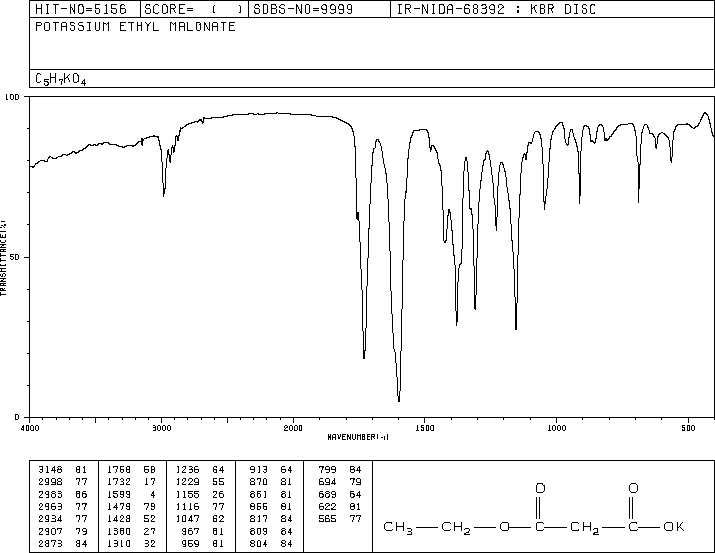 HIT-NO=5156 SCORE= ( ) SDBS-NO=9999 IR-NIDA-68392 : KBR DISC
POTASSIUM ETHYL MALONATE
C5H7KO4
100
50
0
TRANSMITTANCE(%)
4000 3000 2000 1500 1000 500
WAVENUMBER(-1)
3148 81 1758 58 1236 64 913 64 799 84
2998 77 1732 17 1229 55 870 81 694 79
2983 66 1599 4 1155 26 861 81 689 64
2963 77 1479 79 1116 77 855 81 622 81
2934 77 1428 52 1047 62 817 84 565 77
2907 79 1380 27 967 81 809 84
2873 84 1310 32 959 81 804 84
O O
CH3 CH2 O C CH2 C OK